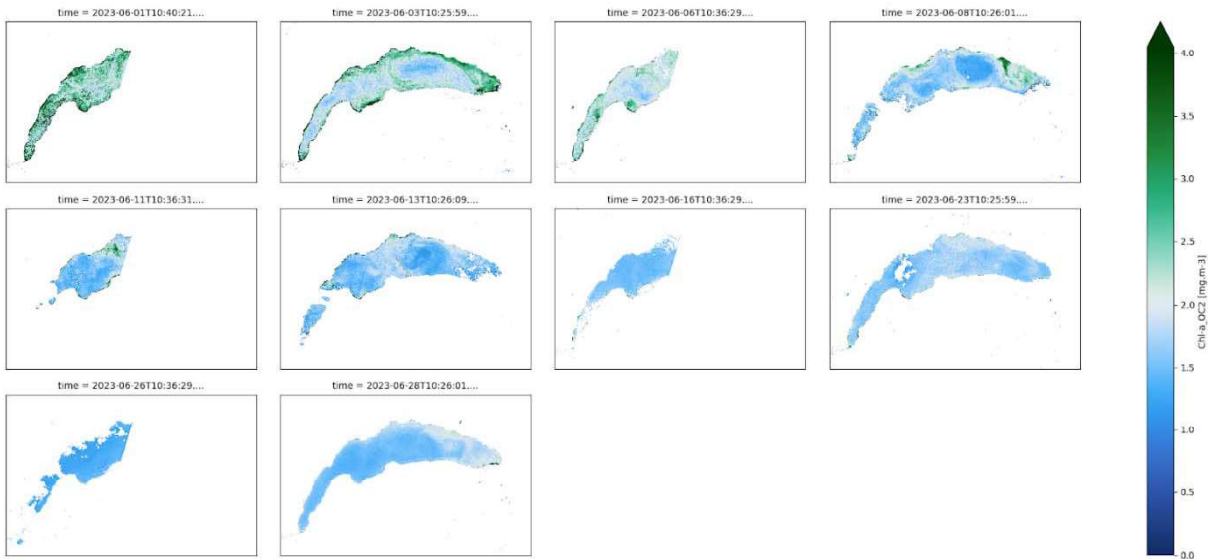 time = 2023-06-01T10:40:21....
time = 2023-06-03T10:25:59....
time = 2023-06-06T10:36:29....
time = 2023-06-08T10:26:01....
time = 2023-06-11T10:36:31....
time = 2023-06-13T10:26:09....
time = 2023-06-16T10:36:29....
time = 2023-06-23T10:25:59....
time = 2023-06-26T10:36:29....
time = 2023-06-28T10:26:01....
4.0
3.5
3.0
2.5
2.0
1.5
1.0
0.5
0.0
Chl-a_OC2 [mg.m-3]